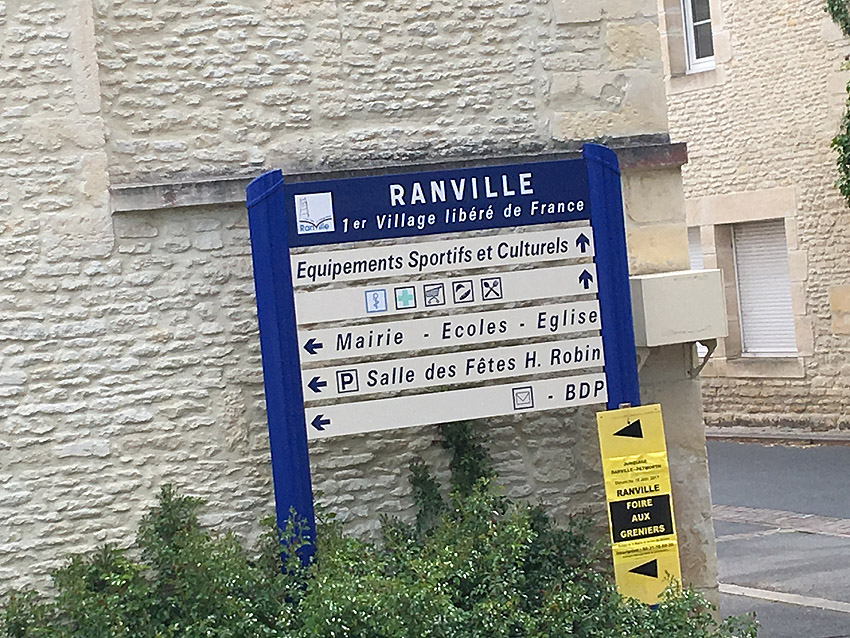 RANVILLE
1er Village libéré de France
Ranville
Equipements Sportifs et Culturels
Mairie - Ecoles - Eglise
P Salle des Fêtes H. Robin
- BDP
JUMELAGE
RANVILLE
FOIRE
AUX
GRENIERS